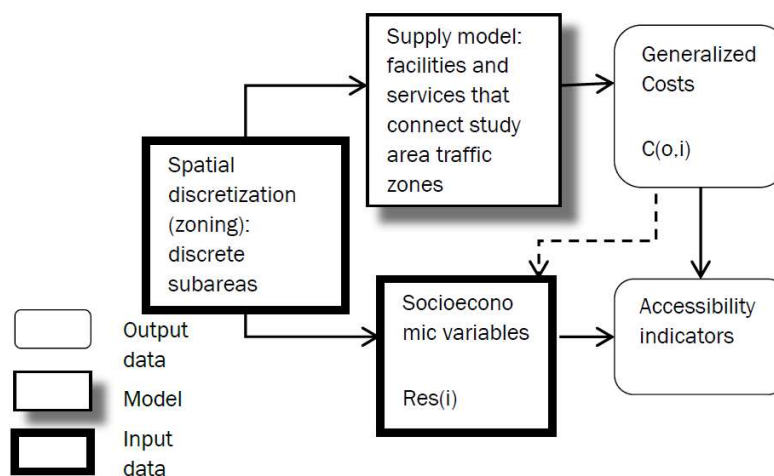 Supply model:
facilities and
services that
connect study
area traffic
zones
Generalized
Costs
C(o,i)
Spatial
discretization
(zoning):
discrete
subareas
Socioecono
mic variables
Res(i)
Accessibility
indicators
Output
data
Model
Input
data